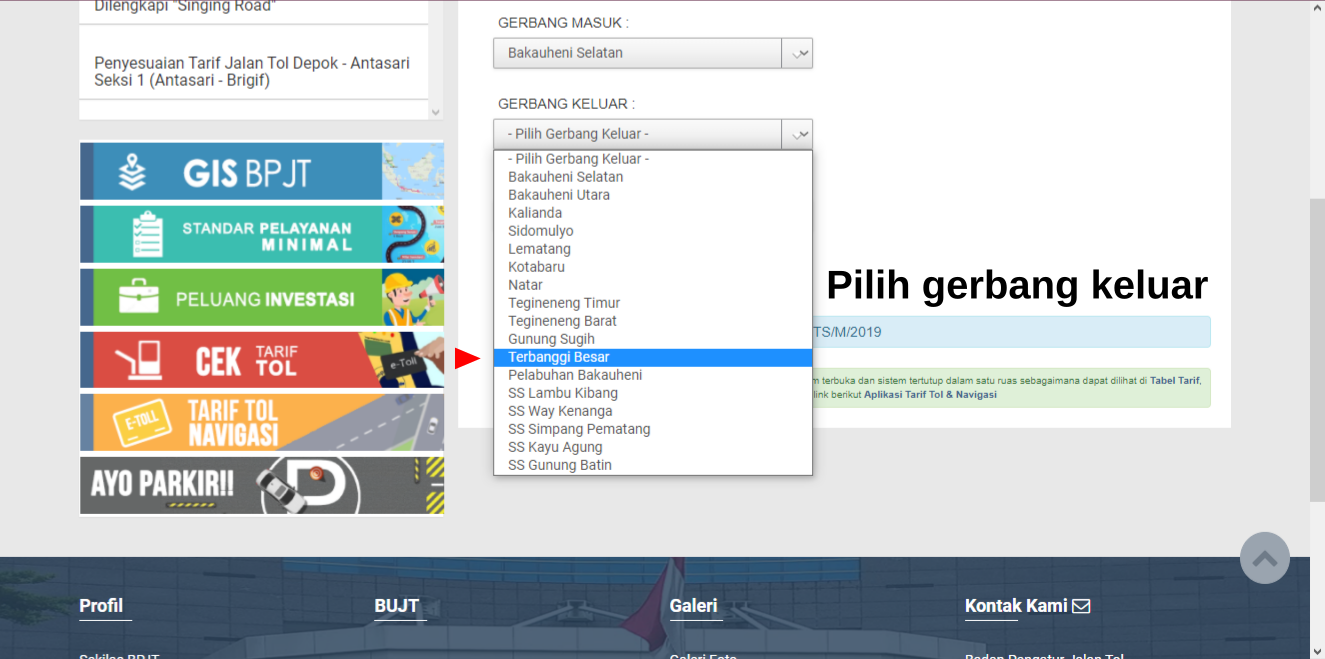 Dilengkapi "Singing Road"
Penyesuaian Tarif Jalan Tol Depok - Antasari
Seksi 1 (Antasari - Brigif)
GIS BPJT
STANDAR PELAYANAN
MINIMAL
PELUANG INVESTASI
CEK TARIF
TOL
e-Toll
E-TOLL
TARIF TOL
NAVIGASI
AYO PARKIR!!
GERBANG MASUK :
Bakauheni Selatan
GERBANG KELUAR :
- Pilih Gerbang Keluar -
- Pilih Gerbang Keluar -
Bakauheni Selatan
Bakauheni Utara
Kalianda
Sidomulyo
Lematang
Kotabaru
Natar
Tegineneng Timur
Tegineneng Barat
Gunung Sugih
Terbanggi Besar
Pelabuhan Bakauheni
SS Lambu Kibang
SS Way Kenanga
SS Simpang Pematang
SS Kayu Agung
SS Gunung Batin
Pilih gerbang keluar
TS/M/2019
m terbuka dan sistem tertutup dalam satu ruas sebagaimana dapat dilihat di Tabel Tarif,
link berikut Aplikasi Tarif Tol & Navigasi
Profil
BUJT
Galeri
Kontak Kami
Sekilas BPJT
Galeri Foto
Badan Pengatur Jalan Tol